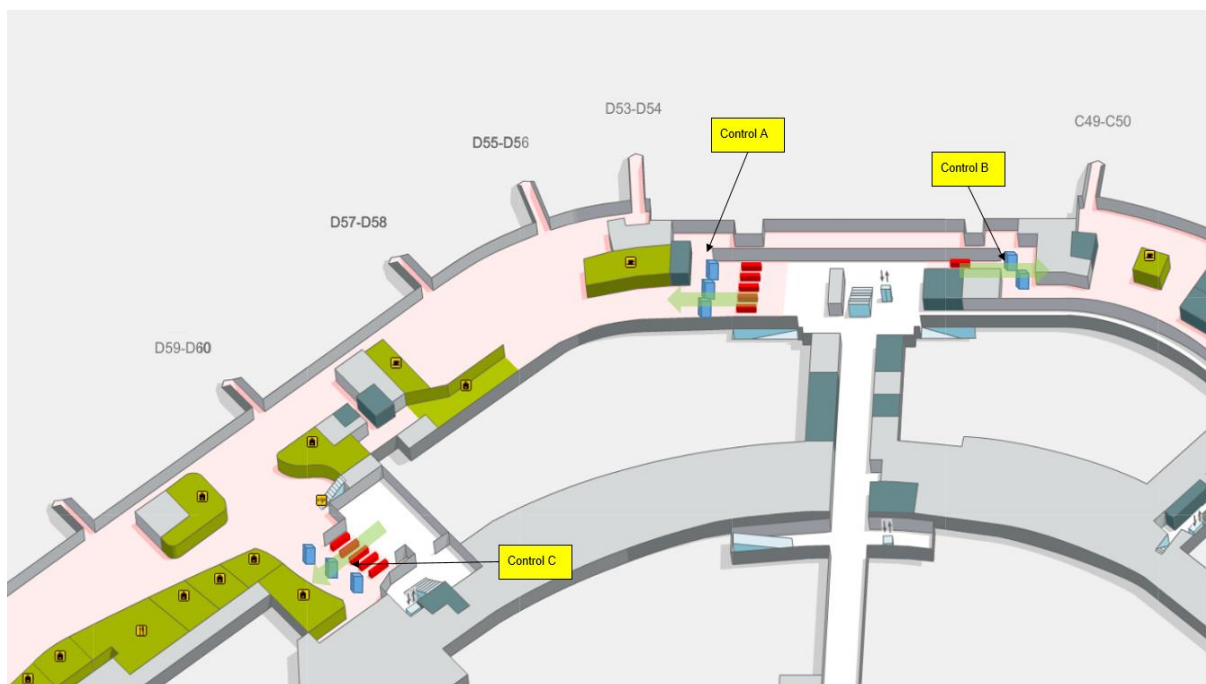 D53-D54
C49-C50
Control A
D55-D56
Control B
D57-D58
D59-D60
Control C